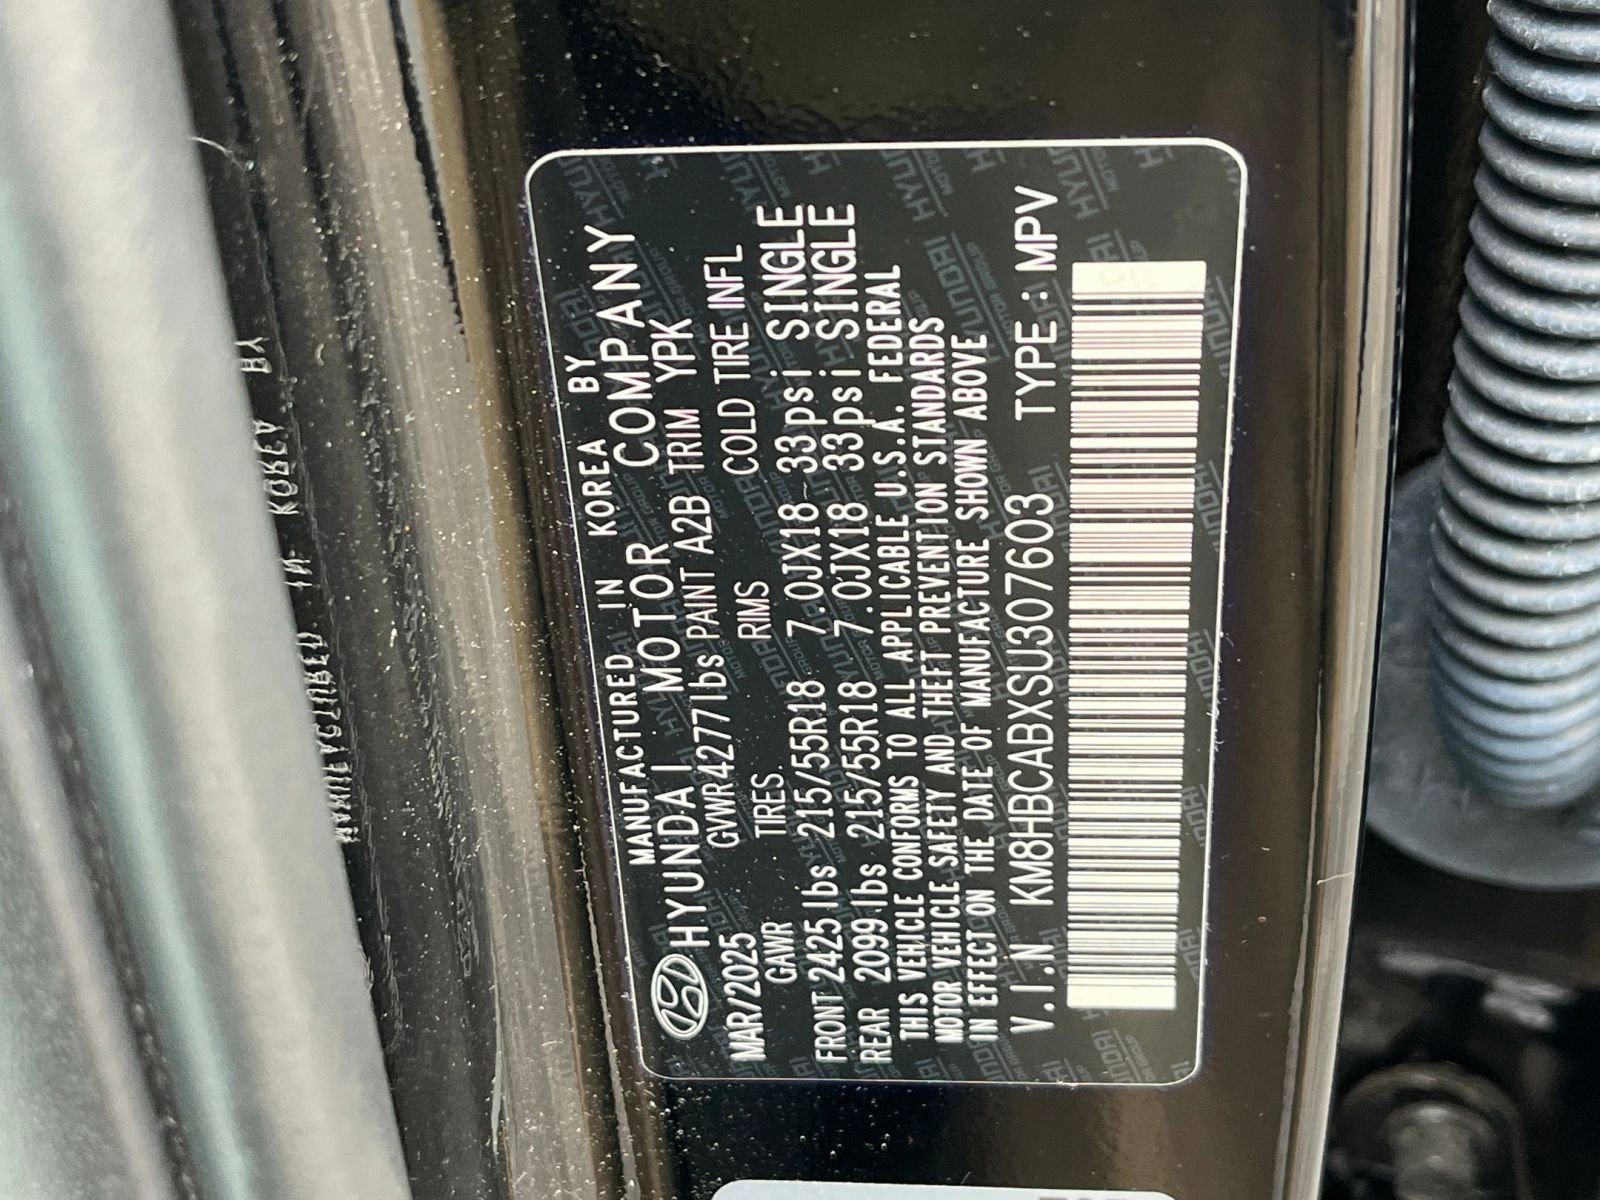 MANUFACTURED IN KOREA BY
HYUNDAI MOTOR COMPANY
MAR/2025 GVWR4277lbs PAINT A2B TRIM YPK
GAWR TIRES. RIMS COLD TIRE INFL
FRONT 2425 lbs 215/55R18 7.0JX18 33psi SINGLE
REAR 2099 lbs 215/55R18 7.0JX18 33psi SINGLE
THIS VEHICLE CONFORMS TO ALL APPLICABLE U.S.A. FEDERAL
MOTOR VEHICLE SAFETY AND THEFT PREVENTION STANDARDS
IN EFFECT ON THE DATE OF MANUFACTURE SHOWN ABOVE
V.I.N KM8HBCABXSU307603 TYPE : MPV